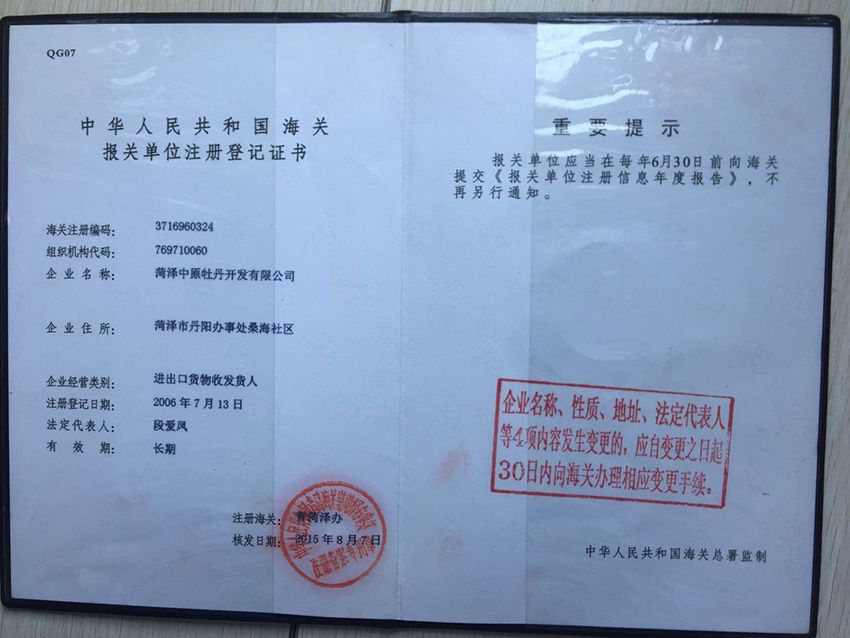 QG07
中华人民共和国海关
报关单位注册登记证书
海关注册编码： 3716960324
组织机构代码： 769710060
企业名称： 菏泽中原牡丹开发有限公司
企业住所： 菏泽市丹阳办事处桑海社区
企业经营类别： 进出口货物收发货人
注册登记日期： 2006年7月13日
法定代表人： 段爱凤
有效期： 长期
注册海关： 青菏泽办
核发日期： 2015年8月7日
重要提示
报关单位应当在每年6月30日前向海关
提交《报关单位注册信息年度报告》，不
再另行通知。
企业名称、性质、地址、法定代表人
等4项内容发生变更的，应自变更之日起
30日内向海关办理相应变更手续。
中华人民共和国海关总署监制